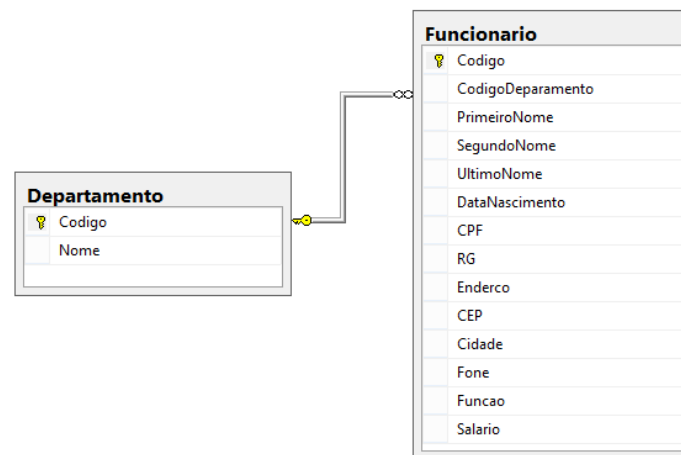 Departamento
Codigo
Nome
Funcionario
Codigo
CodigoDeparamento
PrimeiroNome
SegundoNome
UltimoNome
DataNascimento
CPF
RG
Enderco
CEP
Cidade
Fone
Funcao
Salario